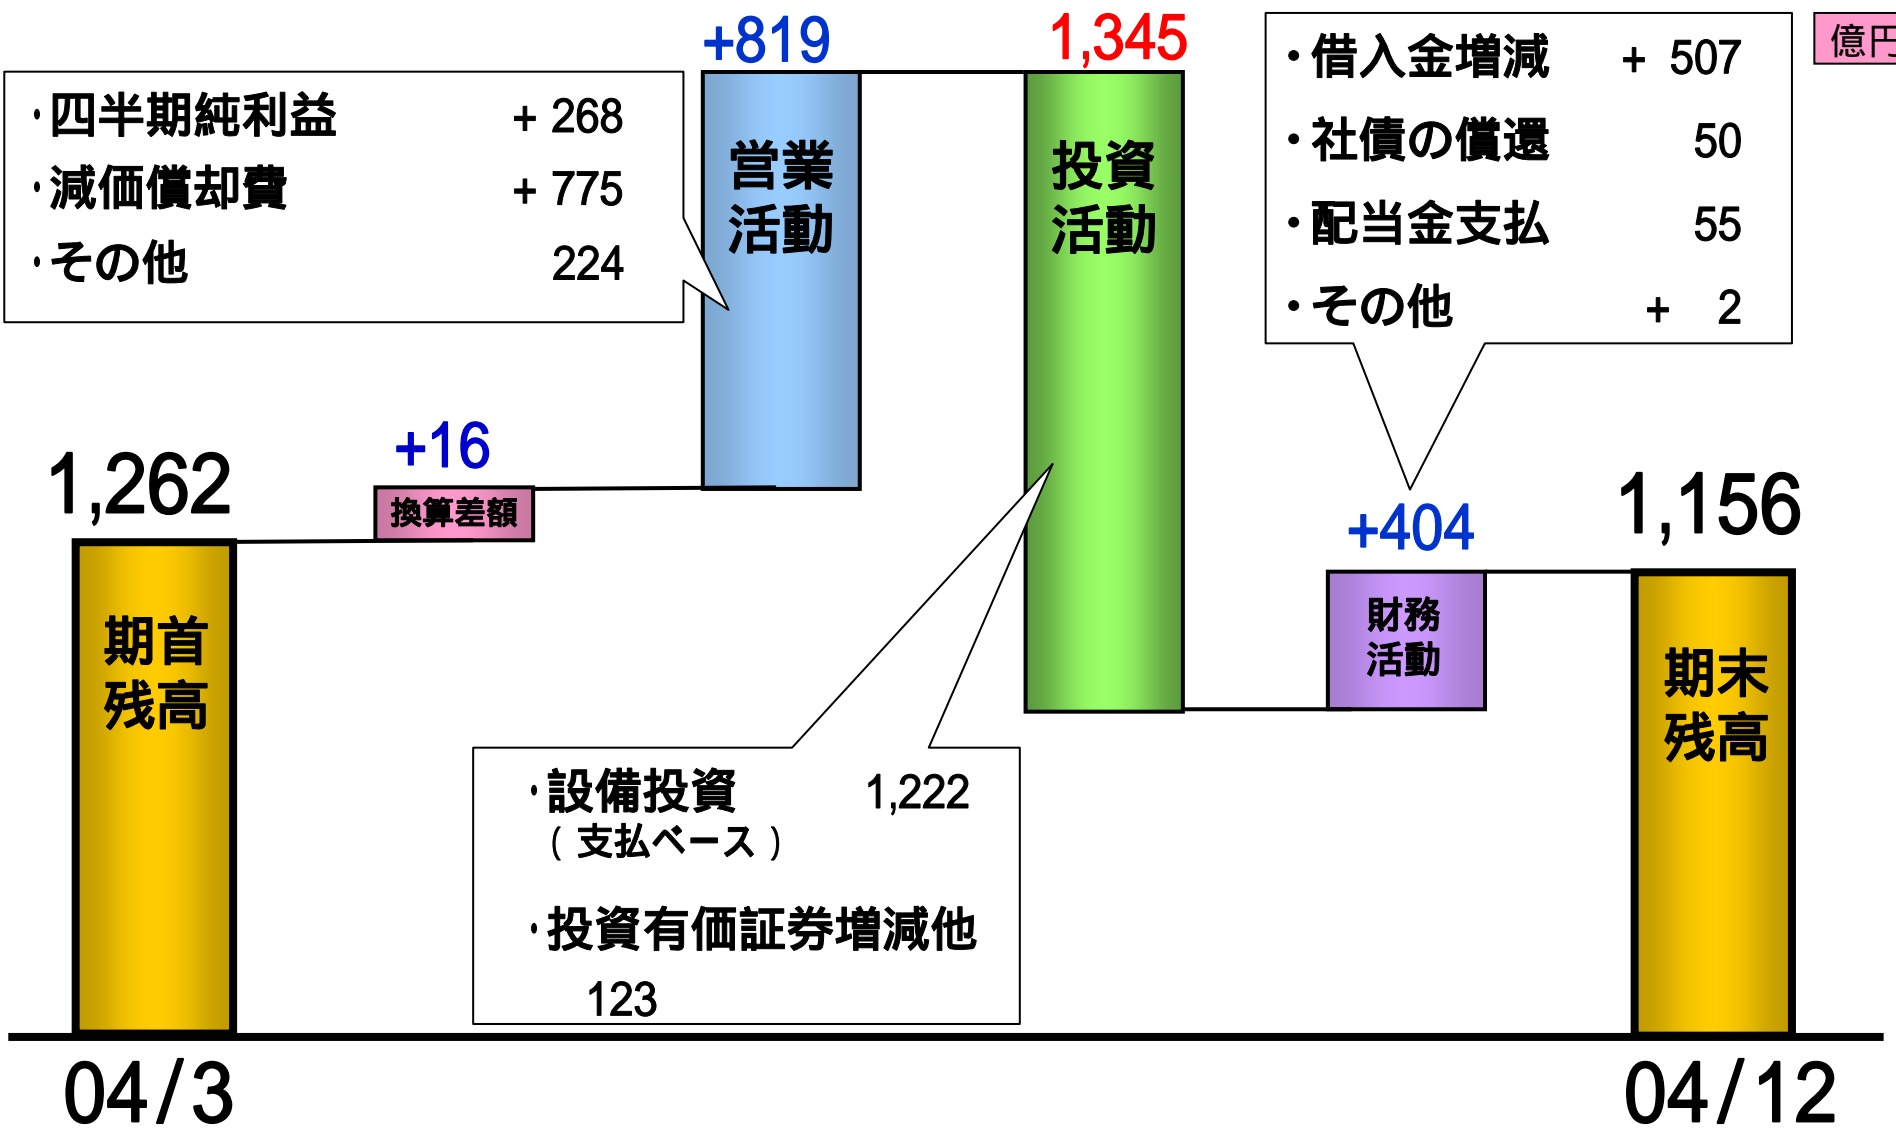 +819
1,345
億円
・四半期純利益 + 268
・減価償却費 + 775
・その他 224
営業
活動
投資
活動
・借入金増減 + 507
・社債の償還 50
・配当金支払 55
・その他 + 2
1,262
+16
換算差額
+404
1,156
期首
残高
財務
活動
期末
残高
・設備投資 1,222
(支払ベース)
・投資有価証券増減他
123
04/3
04/12